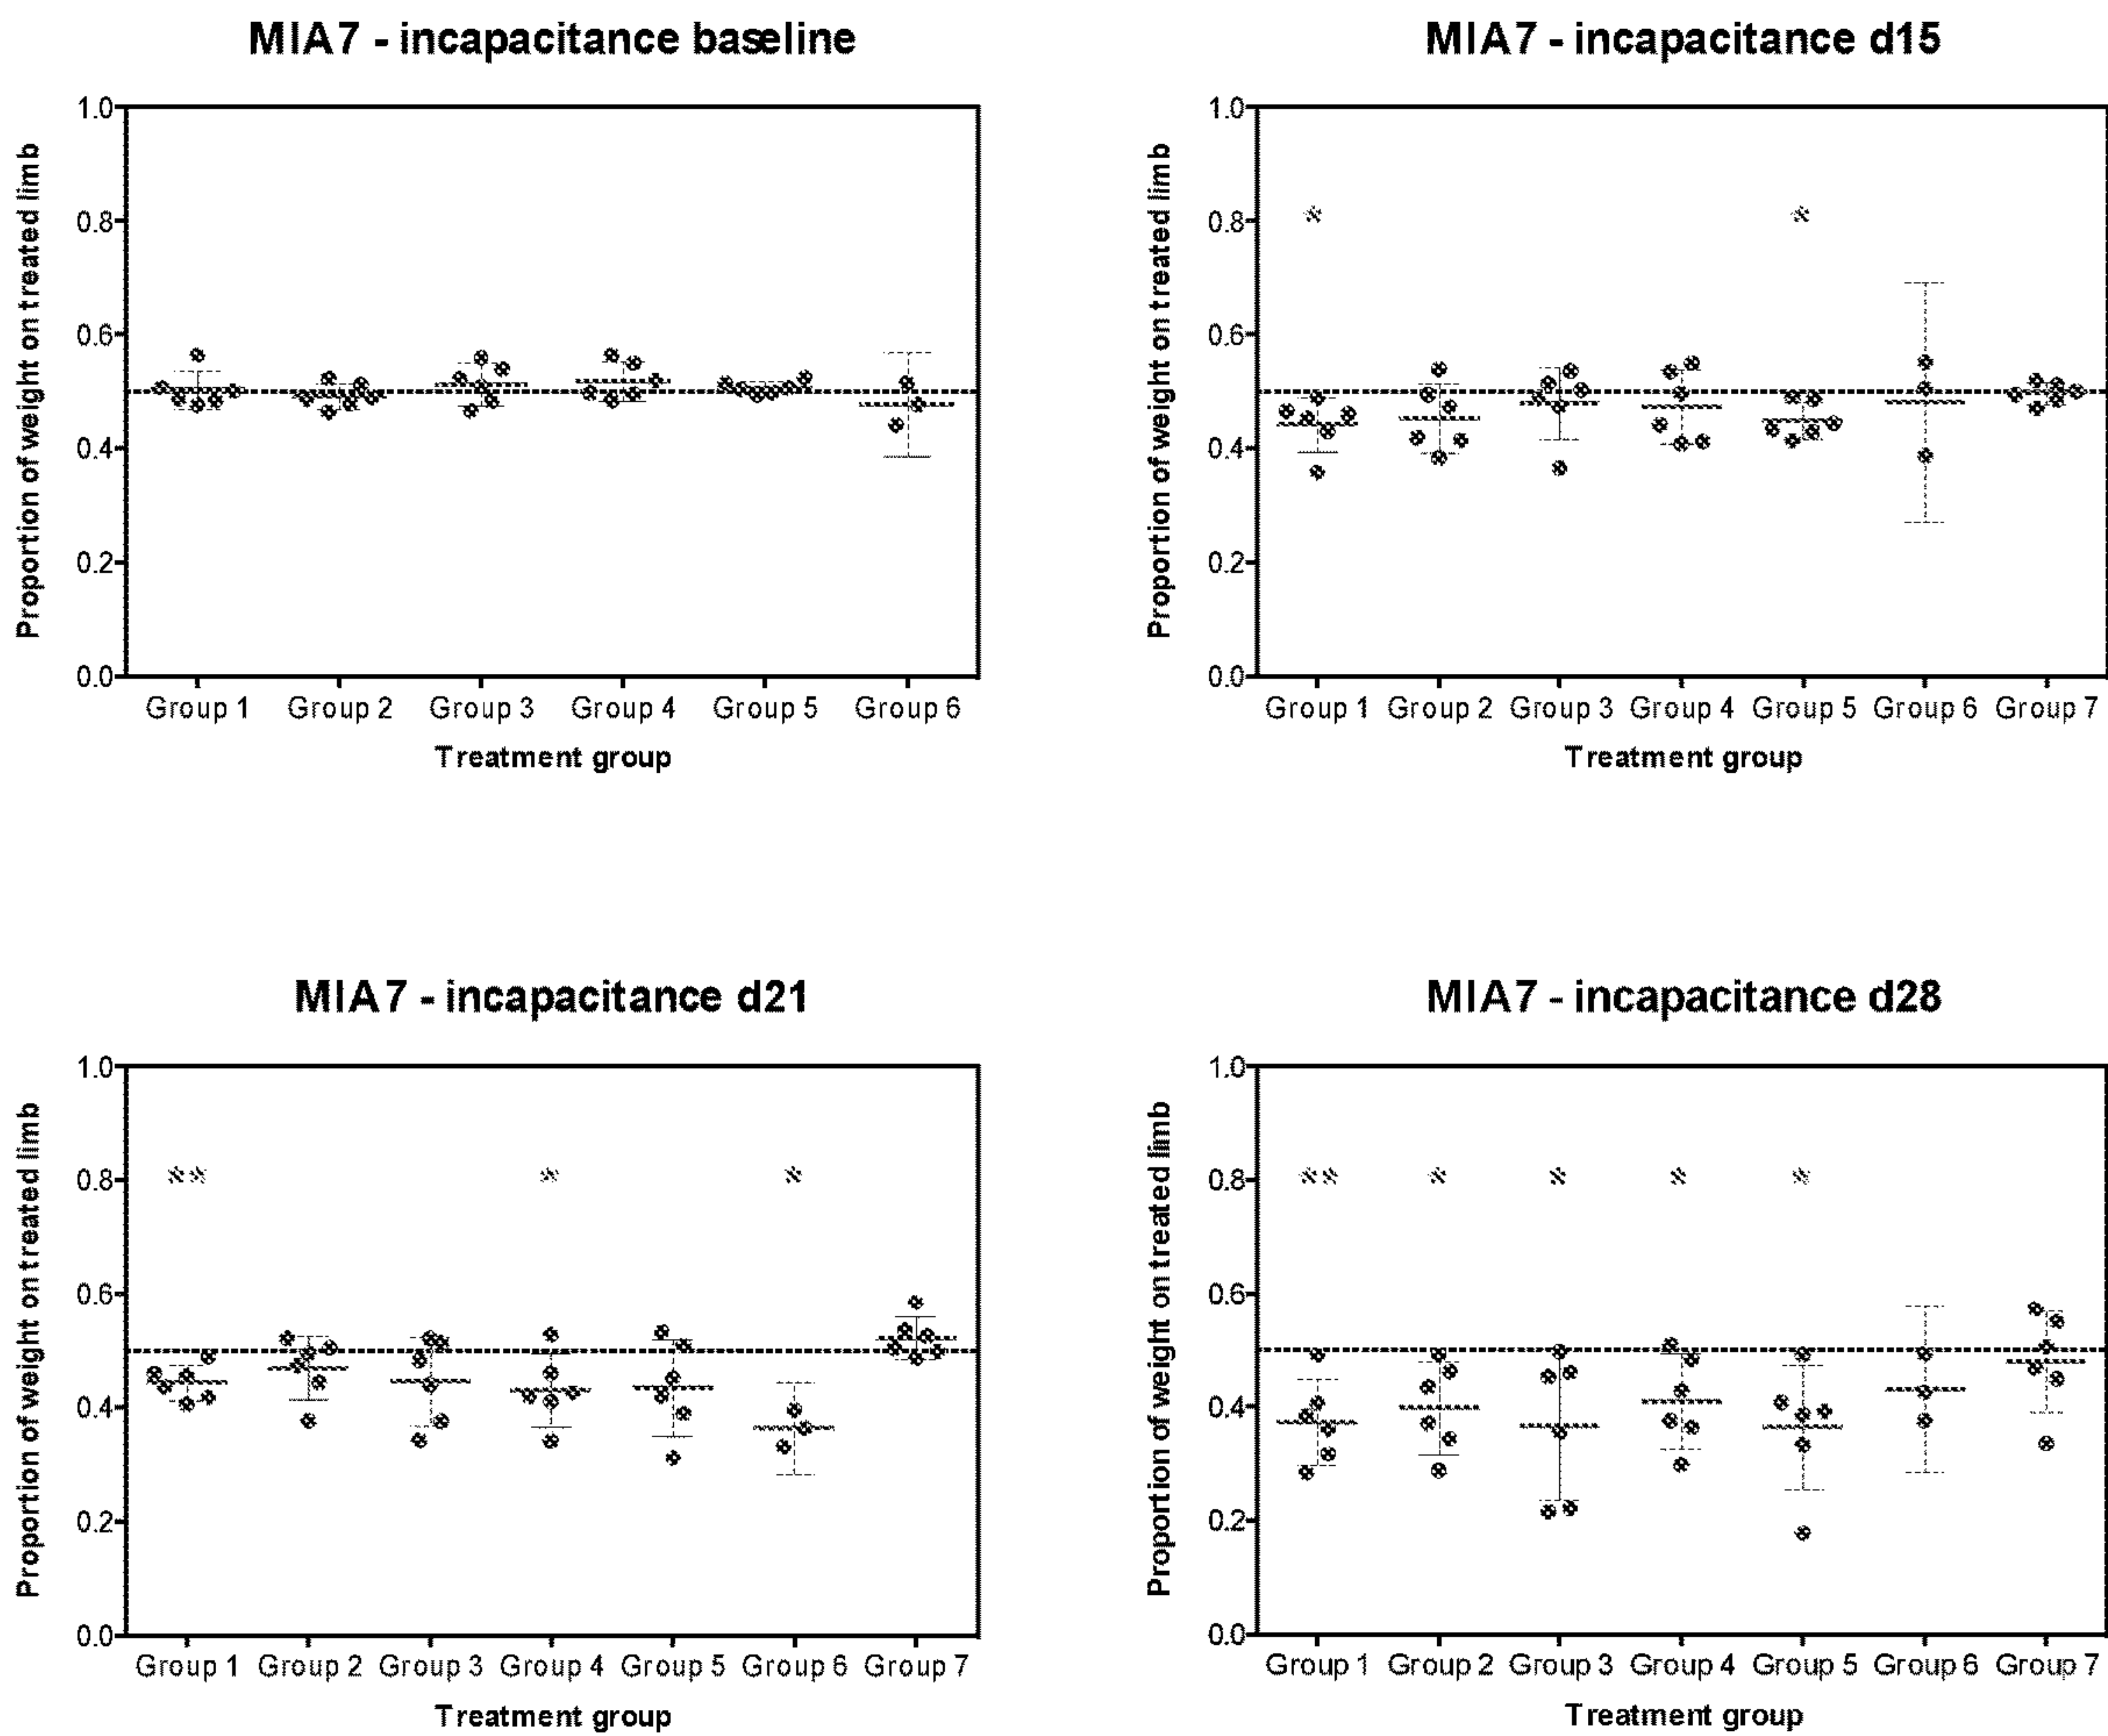 MIA7 - incapacitance baseline
Proportion of weight on treated limb
1.0
0.8
0.6
0.4
0.2
0.0
Group 1 Group 2 Group 3 Group 4 Group 5 Group 6
Treatment group
MIA7 - incapacitance d15
Proportion of weight on treated limb
1.0
0.8
* *
0.6
0.4
0.2
0.0
Group 1 Group 2 Group 3 Group 4 Group 5 Group 6 Group 7
Treatment group
MIA7 - incapacitance d21
Proportion of weight on treated limb
1.0
0.8
** * *
0.6
0.4
0.2
0.0
Group 1 Group 2 Group 3 Group 4 Group 5 Group 6 Group 7
Treatment group
MIA7 - incapacitance d28
Proportion of weight on treated limb
1.0
0.8
** * * * *
0.6
0.4
0.2
0.0
Group 1 Group 2 Group 3 Group 4 Group 5 Group 6 Group 7
Treatment group